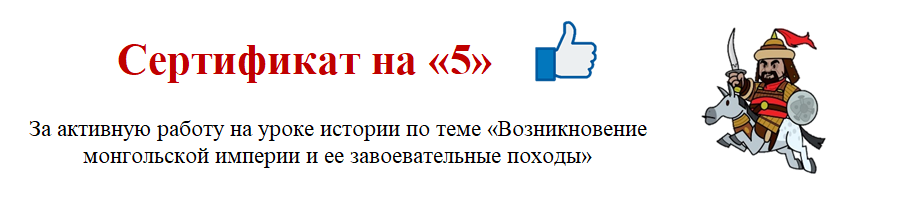 Сертификат на «5»
За активную работу на уроке истории по теме «Возникновение
монгольской империи и ее завоевательные походы»